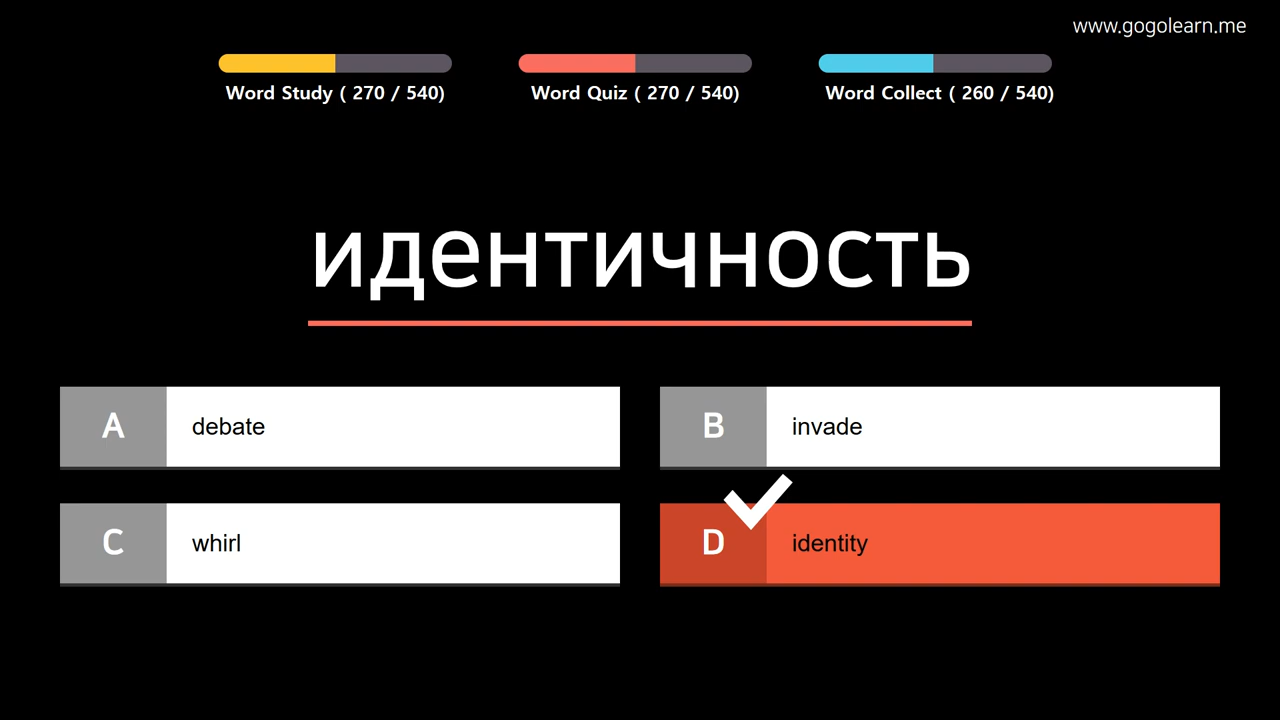 www.gogolearn.me
Word Study ( 270 / 540)
Word Quiz ( 270 / 540)
Word Collect ( 260 / 540)
идентичность
A debate
B invade
C whirl
D identity